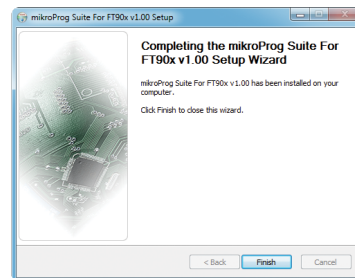 mikroProg Suite For FT90x v1.00 Setup
Completing the mikroProg Suite For
FT90x v1.00 Setup Wizard
mikroProg Suite For FT90x v1.00 has been installed on your
computer.
Click Finish to close this wizard.
< Back
Finish
Cancel